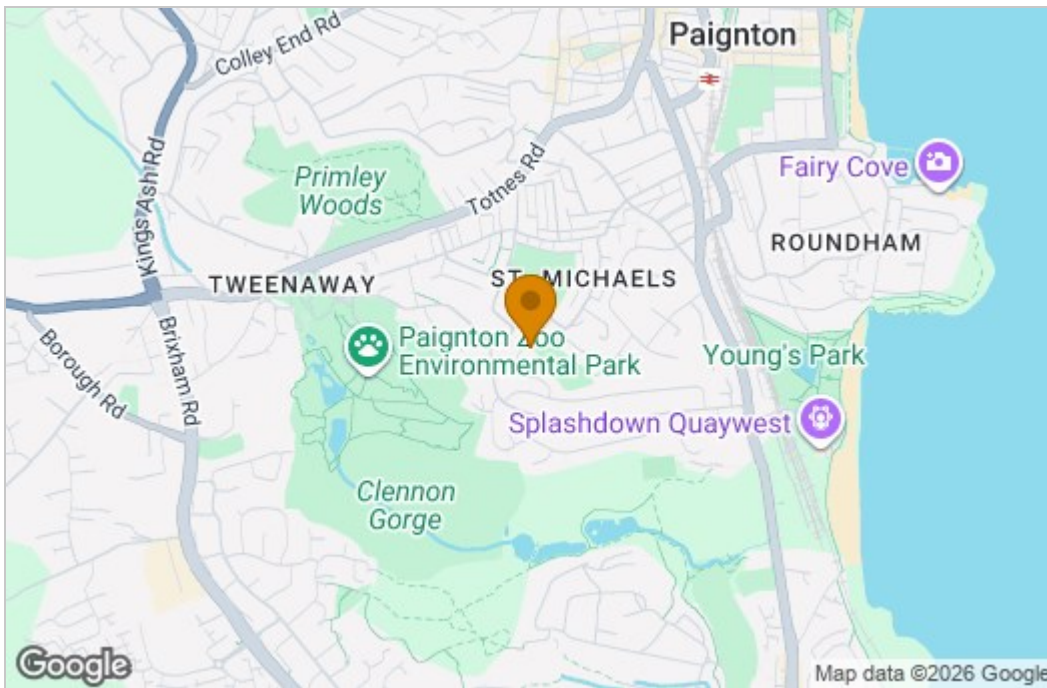 Paignton
Colley End Rd
Kings Ash Rd
Fairy Cove
Primley
Woods
Totnes Rd
ROUNDHAM
ST MICHAELS
TWEENAWAY
Paignton Zoo
Environmental Park
Young's Park
Brixham Rd
Borough Rd
Splashdown Quaywest
Clennon
Gorge
Google
Map data ©2026 Google